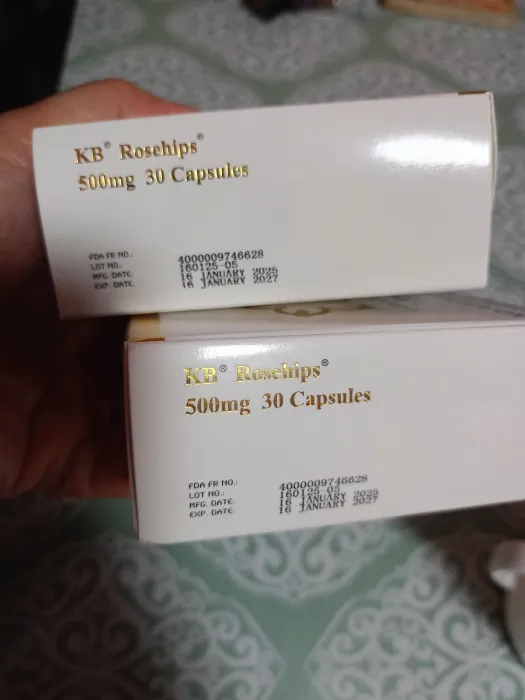 KB® Rosehips®
500mg 30 Capsules
FDA FR NO.: 4000009746628
LOT NO.: 160125-05
MFG. DATE: 16 JANUARY 2025
EXP. DATE: 16 JANUARY 2027
KB® Rosehips®
500mg 30 Capsules
FDA FR NO.: 4000009746628
LOT NO.: 160125-05
MFG. DATE: 16 JANUARY 2025
EXP. DATE: 16 JANUARY 2027